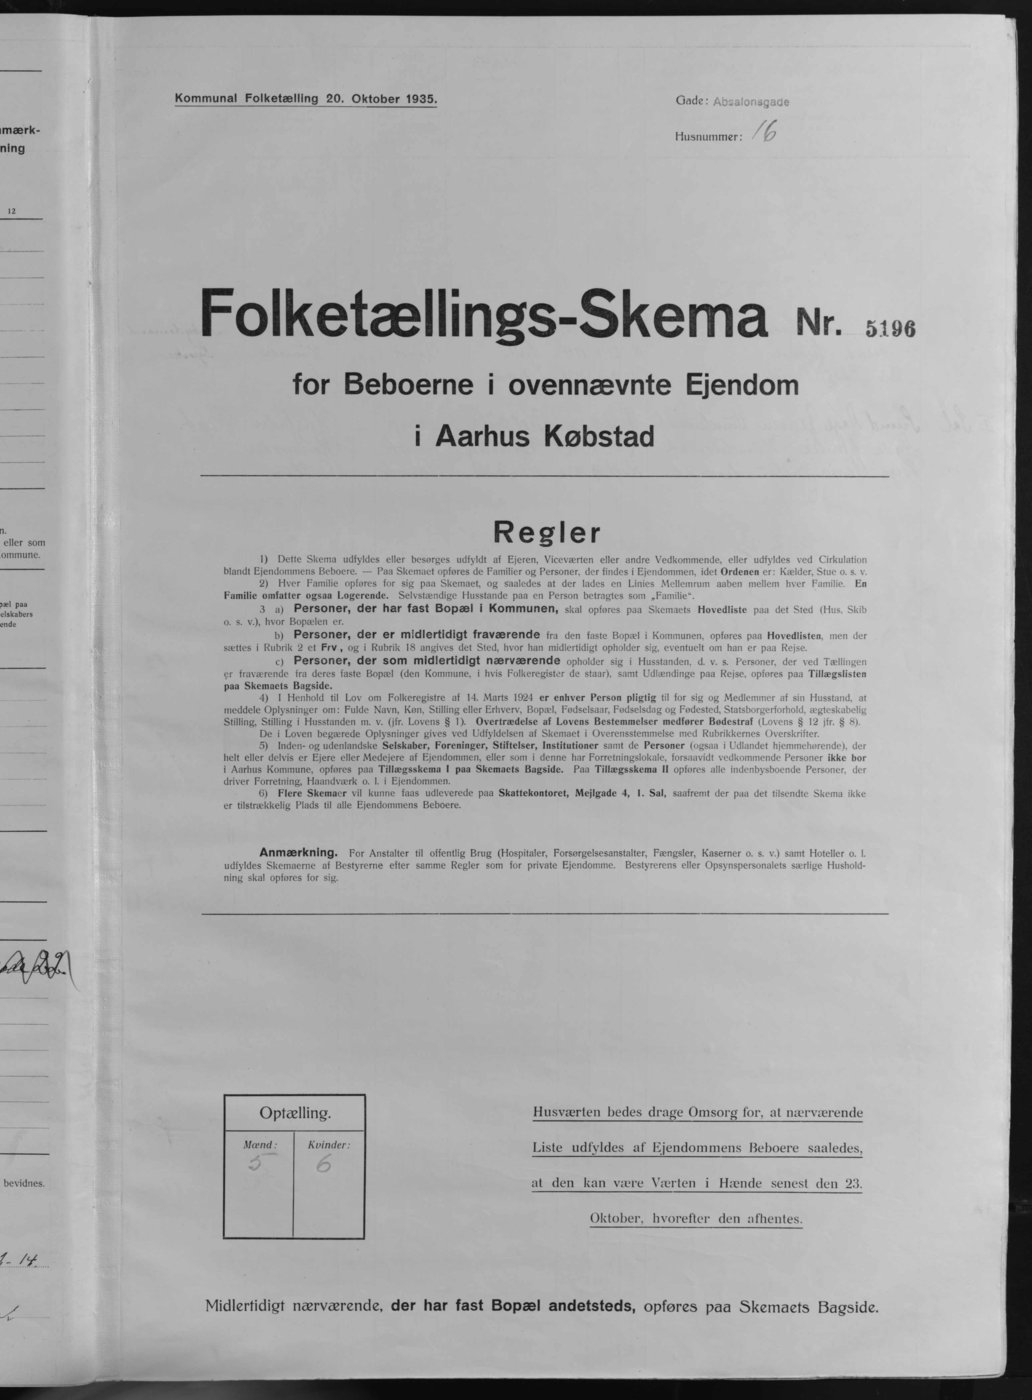 mærk-
ning
12
n.
eller som
ommune.
pæl paa
elskabers
ende
bevidnes.
Kommunal Folketælling 20. Oktober 1935.
Gade: Absalonsgade
Husnummer: 16
Folketællings-Skema Nr. 5196
for Beboerne i ovennævnte Ejendom
i Aarhus Købstad
Regler
1) Dette Skema udfyldes eller besørges udfyldt af Ejeren, Viceværten eller andre Vedkommende, eller udfyldes ved Cirkulation
blandt Ejendommens Beboere. — Paa Skemaet opføres de Familier og Personer, der findes i Ejendommen, idet Ordenen er: Kælder, Stue o. s. v.
2) Hver Familie opføres for sig paa Skemaet, og saaledes at der lades en Linies Mellemrum aaben mellem hver Familie. En
Familie omfatter ogsaa Logerende. Selvstændige Husstande paa en Person betragtes som „Familie“.
3 a) Personer, der har fast Bopæl i Kommunen, skal opføres paa Skemaets Hovedliste paa det Sted (Hus, Skib
o. s. v.), hvor Bopælen er.
b) Personer, der er midlertidigt fraværende fra den faste Bopæl i Kommunen, opføres paa Hovedlisten, men der
sættes i Rubrik 2 et Frv, og i Rubrik 18 angives det Sted, hvor han midlertidigt opholder sig, eventuelt om han er paa Rejse.
c) Personer, der som midlertidigt nærværende opholder sig i Husstanden, d. v. s. Personer, der ved Tællingen
er fraværende fra deres faste Bopæl (den Kommune, i hvis Folkeregister de staar), samt Udlændinge paa Rejse, opføres paa Tillægslisten
paa Skemaets Bagside.
4) I Henhold til Lov om Folkeregistre af 14. Marts 1924 er enhver Person pligtig til for sig og Medlemmer af sin Husstand, at
meddele Oplysninger om: Fulde Navn, Køn, Stilling eller Erhverv, Bopæl, Fødselsaar, Fødselsdag og Fødested, Statsborgerforhold, ægteskabelig
Stilling, Stilling i Husstanden m. v. (jfr. Lovens § 1). Overtrædelse af Lovens Bestemmelser medfører Bødestraf (Lovens § 12 jfr. § 8).
De i Loven begærede Oplysninger gives ved Udfyldelsen af Skemaet i Overensstemmelse med Rubrikkernes Overskrifter.
5) Inden- og udenlandske Selskaber, Foreninger, Stiftelser, Institutioner samt de Personer (ogsaa i Udlandet hjemmehørende), der
helt eller delvis er Ejere eller Medejere af Ejendommen, eller som i denne har Forretningslokale, forsaavidt vedkommende Personer ikke bor
i Aarhus Kommune, opføres paa Tillægsskema I paa Skemaets Bagside. Paa Tillægsskema II opføres alle indenbysboende Personer, der
driver Forretning, Haandværk o. l. i Ejendommen.
6) Flere Skemaer vil kunne faas udleverede paa Skattekontoret, Mejlgade 4, 1. Sal, saafremt der paa det tilsendte Skema ikke
er tilstrækkelig Plads til alle Ejendommens Beboere.
Anmærkning. For Anstalter til offentlig Brug (Hospitaler, Forsørgelsesanstalter, Fængsler, Kaserner o. s. v.) samt Hoteller o. l.
udfyldes Skemaerne af Bestyrerne efter samme Regler som for private Ejendomme. Bestyrerens eller Opsynspersonalets særlige Hushold-
ning skal opføres for sig.
Optælling.
Mænd: Kvinder:
5 6
Husværten bedes drage Omsorg for, at nærværende
Liste udfyldes af Ejendommens Beboere saaledes,
at den kan være Værten i Hænde senest den 23.
Oktober, hvorefter den afhentes.
Midlertidigt nærværende, der har fast Bopæl andetsteds, opføres paa Skemaets Bagside.